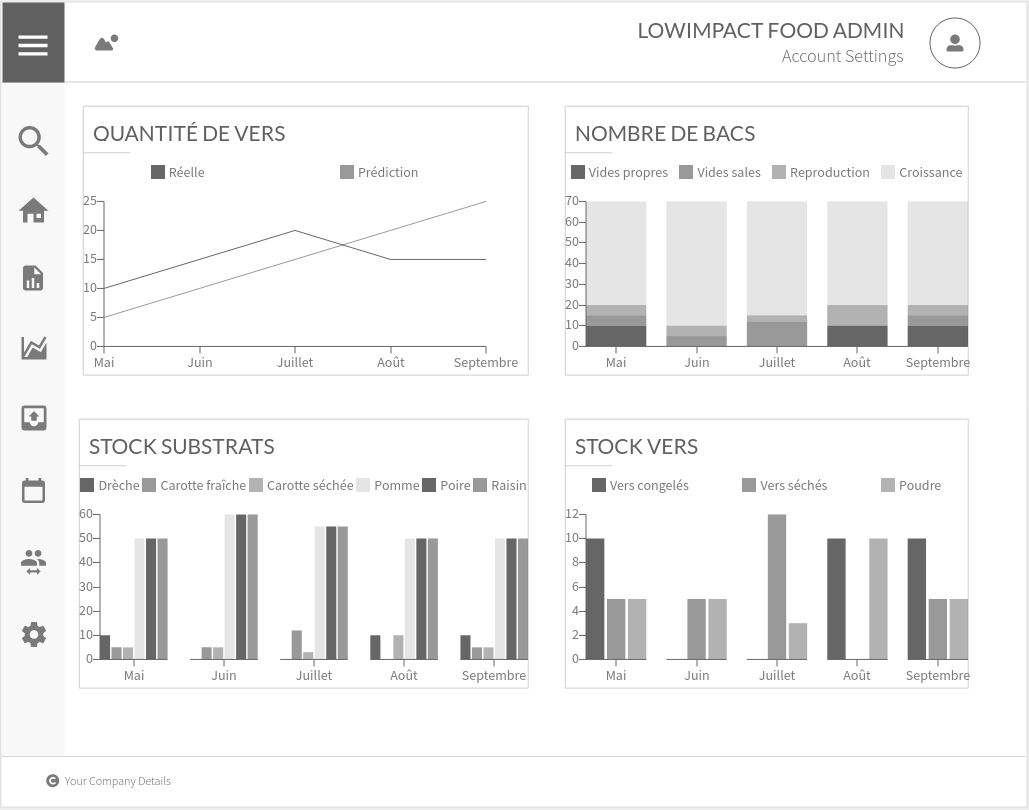 LOWIMPACT FOOD ADMIN
Account Settings
QUANTITÉ DE VERS
Réelle Prédiction
25
20
15
10
5
0
Mai Juin Juillet Août Septembre
NOMBRE DE BACS
Vides propres Vides sales Reproduction Croissance
70
60
50
40
30
20
10
0
Mai Juin Juillet Août Septembre
STOCK SUBSTRATS
Drèche Carotte fraîche Carotte séchée Pomme Poire Raisin
60
50
40
30
20
10
0
Mai Juin Juillet Août Septembre
STOCK VERS
Vers congelés Vers séchés Poudre
12
10
8
6
4
2
0
Mai Juin Juillet Août Septembre
C Your Company Details